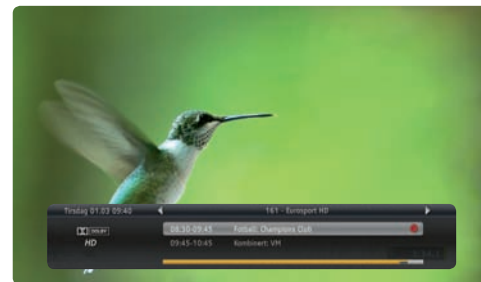 Tirsdag 01.03 09:40
161 - Eurosport HD
DOLBY
HD
08:30-09:45 Fotball: Champions Club
09:45-10:45 Kombinert: VM